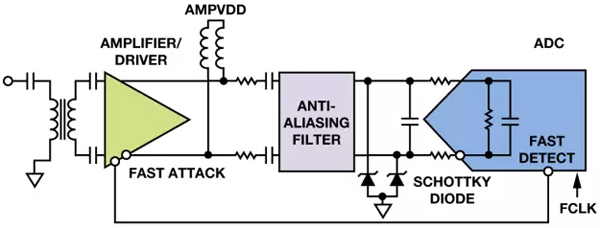 AMPVDD
AMPLIFIER/
DRIVER
ADC
ANTI-
ALIASING
FILTER
FAST
DETECT
FAST ATTACK
SCHOTTKY
DIODE
FCLK